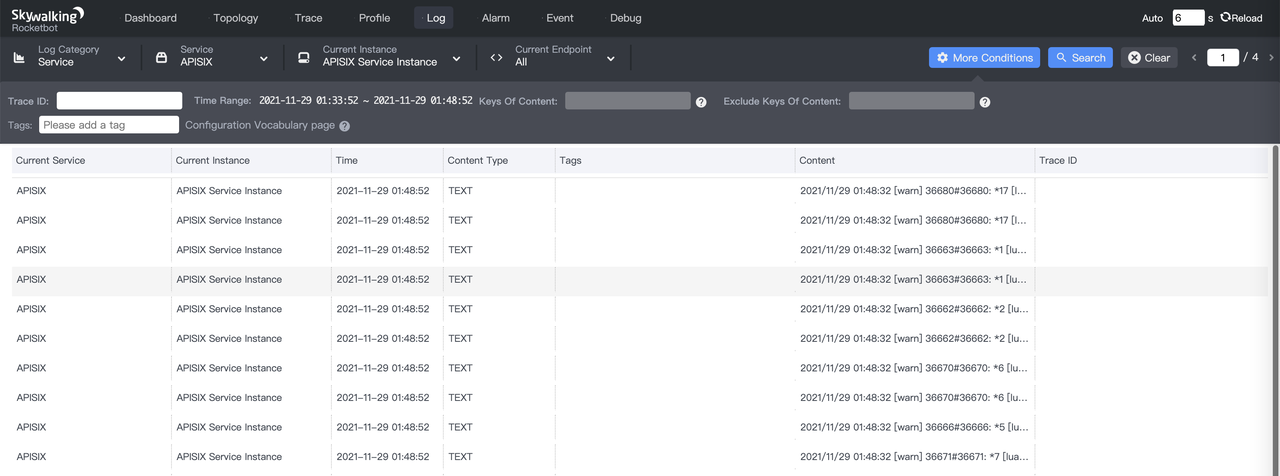 Skywalking
Rocketbot
Dashboard Topology Trace Profile Log Alarm Event Debug Auto 6 s Reload
Log Category Service Current Instance Current Endpoint
Service APISIX APISIX Service Instance All More Conditions Search Clear 1 / 4
Trace ID: Time Range: 2021-11-29 01:33:52 ~ 2021-11-29 01:48:52 Keys Of Content: ? Exclude Keys Of Content: ?
Tags: Please add a tag Configuration Vocabulary page ?
Current Service Current Instance Time Content Type Tags Content Trace ID
APISIX APISIX Service Instance 2021-11-29 01:48:52 TEXT 2021/11/29 01:48:32 [warn] 36680#36680: *17 [l...
APISIX APISIX Service Instance 2021-11-29 01:48:52 TEXT 2021/11/29 01:48:32 [warn] 36680#36680: *17 [l...
APISIX APISIX Service Instance 2021-11-29 01:48:52 TEXT 2021/11/29 01:48:32 [warn] 36663#36663: *1 [lu...
APISIX APISIX Service Instance 2021-11-29 01:48:52 TEXT 2021/11/29 01:48:32 [warn] 36663#36663: *1 [lu...
APISIX APISIX Service Instance 2021-11-29 01:48:52 TEXT 2021/11/29 01:48:32 [warn] 36662#36662: *2 [lu...
APISIX APISIX Service Instance 2021-11-29 01:48:52 TEXT 2021/11/29 01:48:32 [warn] 36662#36662: *2 [lu...
APISIX APISIX Service Instance 2021-11-29 01:48:52 TEXT 2021/11/29 01:48:32 [warn] 36670#36670: *6 [lu...
APISIX APISIX Service Instance 2021-11-29 01:48:52 TEXT 2021/11/29 01:48:32 [warn] 36670#36670: *6 [lu...
APISIX APISIX Service Instance 2021-11-29 01:48:52 TEXT 2021/11/29 01:48:32 [warn] 36666#36666: *5 [lu...
APISIX APISIX Service Instance 2021-11-29 01:48:52 TEXT 2021/11/29 01:48:32 [warn] 36671#36671: *7 [lua...